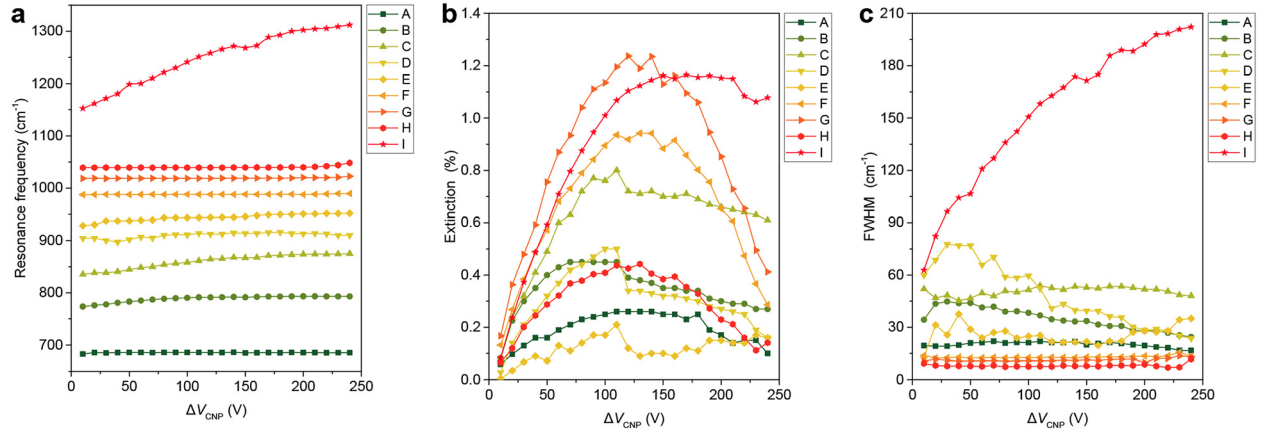 a
1300
1200
1100
1000
900
800
700
0
50
100
150
200
250
Resonance frequency (cm⁻¹)
ΔV_CNP (V)
A
B
C
D
E
F
G
H
I
b
1.4
1.2
1.0
0.8
0.6
0.4
0.2
0.0
0
50
100
150
200
250
Extinction (%)
ΔV_CNP (V)
A
B
C
D
E
F
G
H
I
c
210
180
150
120
90
60
30
0
0
50
100
150
200
250
FWHM (cm⁻¹)
ΔV_CNP (V)
A
B
C
D
E
F
G
H
I